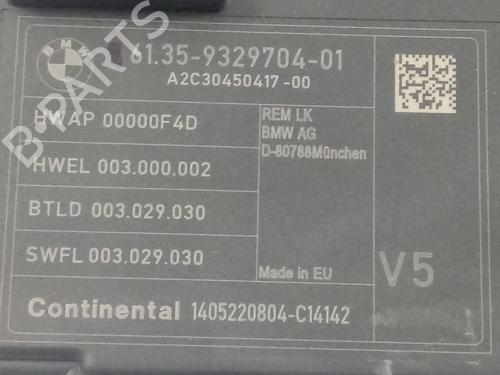 BMW
61.35-9329704-01
A2C30450417-00
HWAP 00000F4D
HWEL 003.000.002
BTLD 003.029.030
SWFL 003.029.030
REM LK
BMW AG
D-80788München
Made in EU
V5
Continental 1405220804-C14142
B-PARTS